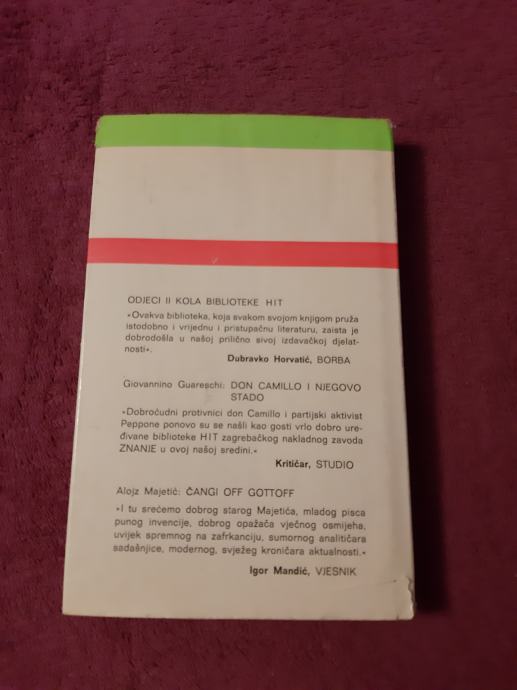 ODJECI II KOLA BIBLIOTEKE HIT
»Ovakva biblioteka, koja svakom svojom knjigom pruža
istodobno i vrijednu i pristupačnu literaturu, zaista je
dobrodošla u našoj prilično sivoj izdavačkoj djelat-
nosti«.
Dubravko Horvatić, BORBA
Giovannino Guareschi: DON CAMILLO I NJEGOVO
STADO
»Dobroćudni protivnici don Camillo i partijski aktivist
Peppone ponovo su se našli kao gosti vrlo dobro ure-
đivane biblioteke HIT zagrebačkog nakladnog zavoda
ZNANJE u ovoj našoj sredini.«
Kritičar, STUDIO
Alojz Majetić: ČANGI OFF GOTTOFF
»I tu srećemo dobrog starog Majetića, mladog pisca
punog invencije, dobrog opažača vječnog osmijeha,
uvijek spremnog na zafrkanciju, sumornog analitičara
sadašnjice, modernog, svježeg kroničara aktualnosti.«
Igor Mandić, VJESNIK